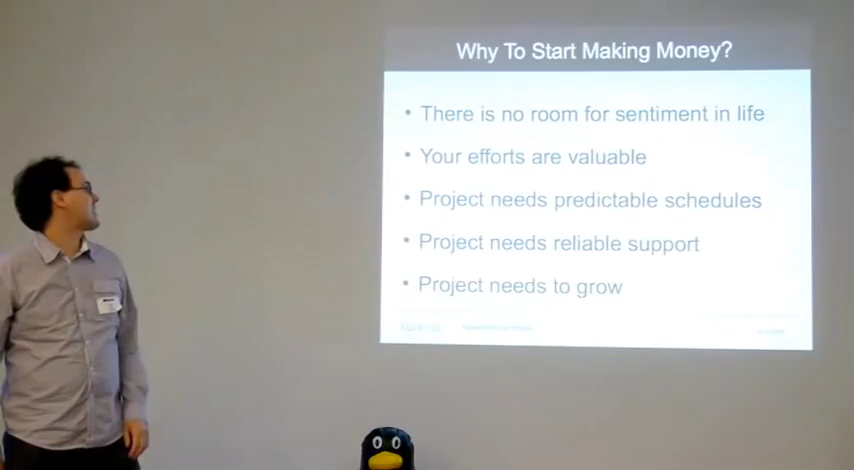 Why To Start Making Money?
• There is no room for sentiment in life
• Your efforts are valuable
• Project needs predictable schedules
• Project needs reliable support
• Project needs to grow